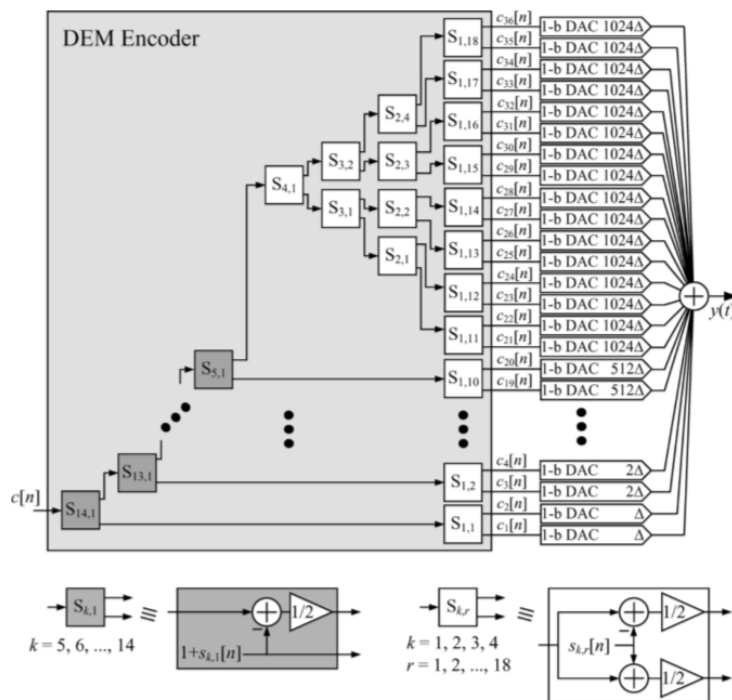 DEM Encoder
S1,18
c36[n]
1-b DAC 1024Δ
c35[n]
1-b DAC 1024Δ
S1,17
c34[n]
1-b DAC 1024Δ
c33[n]
1-b DAC 1024Δ
S2,4
S1,16
c32[n]
1-b DAC 1024Δ
c31[n]
1-b DAC 1024Δ
S3,2
S2,3
S1,15
c30[n]
1-b DAC 1024Δ
c29[n]
1-b DAC 1024Δ
S4,1
S3,1
S2,2
S1,14
c28[n]
1-b DAC 1024Δ
c27[n]
1-b DAC 1024Δ
S1,13
c26[n]
1-b DAC 1024Δ
c25[n]
1-b DAC 1024Δ
S2,1
S1,12
c24[n]
1-b DAC 1024Δ
c23[n]
1-b DAC 1024Δ
y(t)
S1,11
c22[n]
1-b DAC 1024Δ
c21[n]
1-b DAC 1024Δ
S5,1
S1,10
c20[n]
1-b DAC 512Δ
c19[n]
1-b DAC 512Δ
S13,1
S1,2
c4[n]
1-b DAC 2Δ
c3[n]
1-b DAC 2Δ
c[n]
S14,1
S1,1
c2[n]
1-b DAC Δ
c1[n]
1-b DAC Δ
Sk,1
≡
+
1/2
−
1+sk,1[n]
k = 5, 6, ..., 14
Sk,r
≡
+
1/2
−
sk,r[n]
+
1/2
k = 1, 2, 3, 4
r = 1, 2, ..., 18